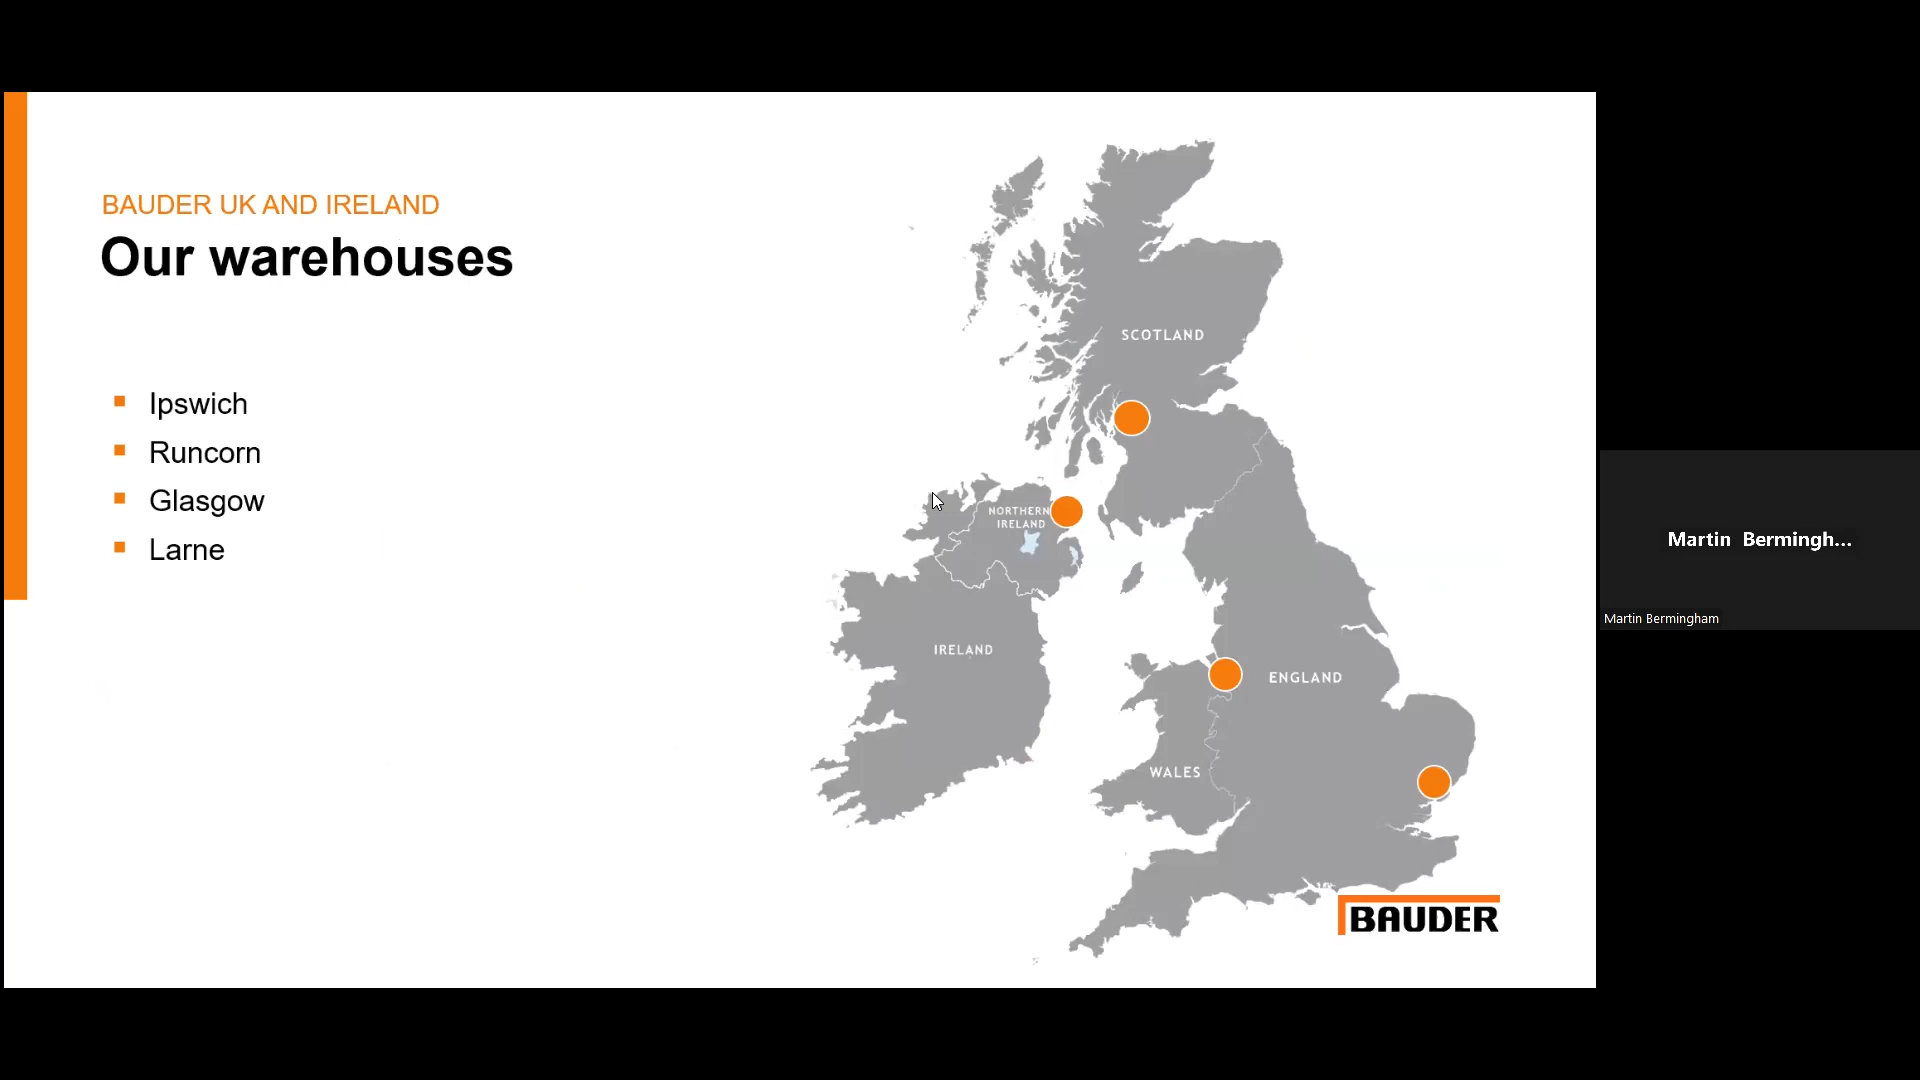 BAUDER UK AND IRELAND
Our warehouses
Ipswich
Runcorn
Glasgow
Larne
SCOTLAND
NORTHERN
IRELAND
IRELAND
ENGLAND
WALES
BAUDER
Martin Bermingh...
Martin Bermingham